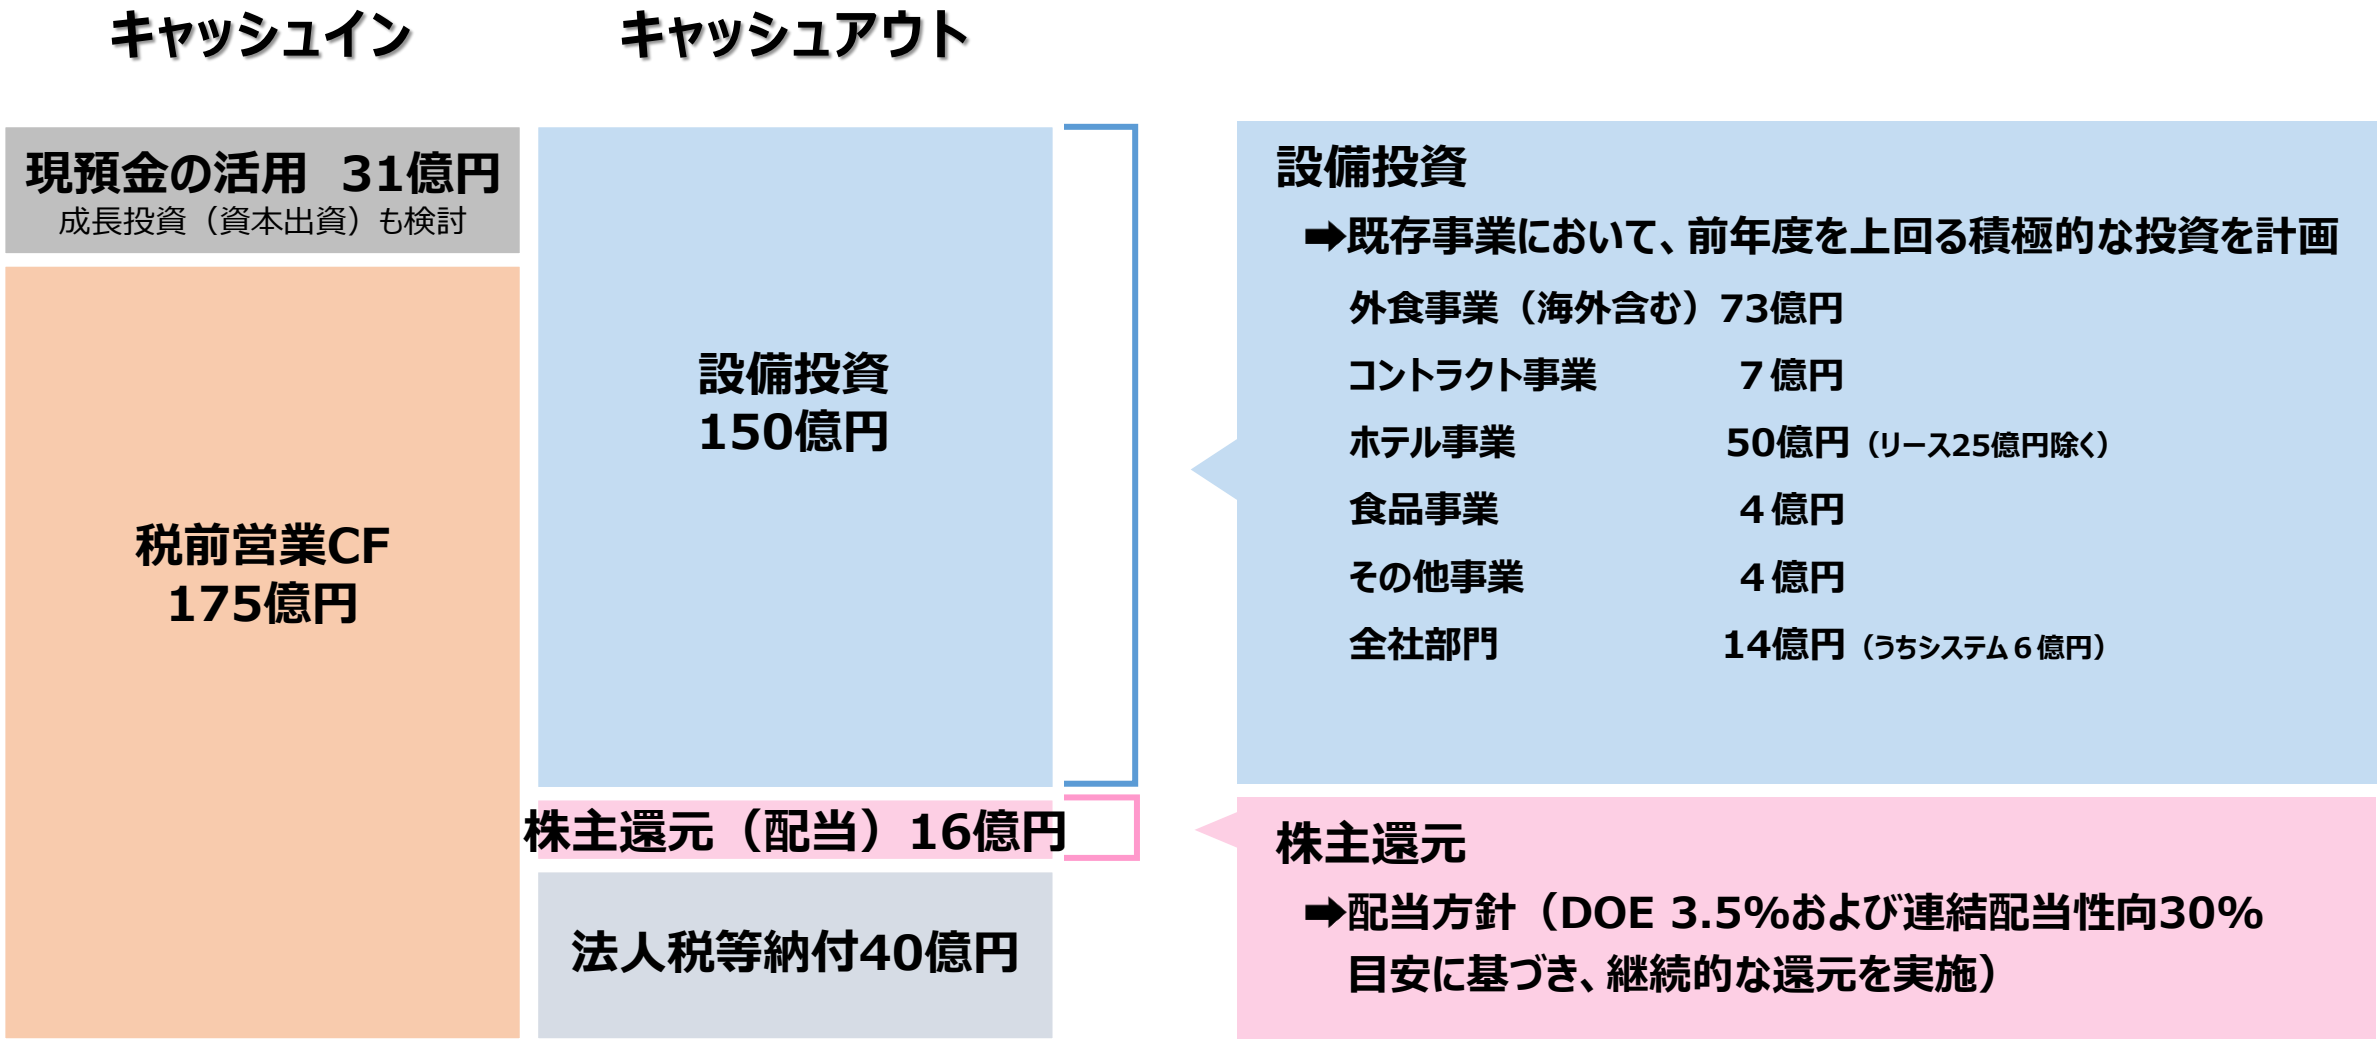 キャッシュイン
キャッシュアウト
現預金の活用 31億円
成長投資（資本出資）も検討
税前営業CF
175億円
設備投資
150億円
株主還元（配当）16億円
法人税等納付40億円
設備投資
➡既存事業において、前年度を上回る積極的な投資を計画
外食事業（海外含む）73億円
コントラクト事業 ７億円
ホテル事業 50億円（リース25億円除く）
食品事業 ４億円
その他事業 ４億円
全社部門 14億円（うちシステム６億円）
株主還元
➡配当方針（DOE 3.5%および連結配当性向30%
目安に基づき、継続的な還元を実施）